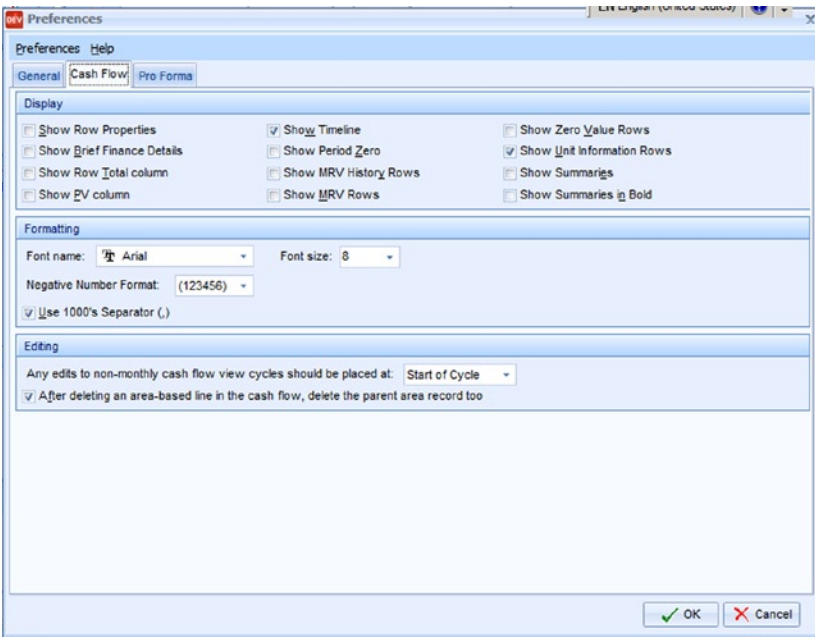 EN English (United States)
DEV Preferences
Preferences Help
General Cash Flow Pro Forma
Display
Show Row Properties Show Timeline Show Zero Value Rows
Show Brief Finance Details Show Period Zero Show Unit Information Rows
Show Row Total column Show MRV History Rows Show Summaries
Show PV column Show MRV Rows Show Summaries in Bold
Formatting
Font name: Arial Font size: 8
Negative Number Format: (123456)
Use 1000's Separator (,)
Editing
Any edits to non-monthly cash flow view cycles should be placed at: Start of Cycle
After deleting an area-based line in the cash flow, delete the parent area record too
OK Cancel